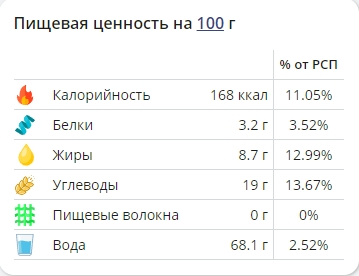 Пищевая ценность на 100 г
% от РСП
Калорийность 168 ккал 11.05%
Белки 3.2 г 3.52%
Жиры 8.7 г 12.99%
Углеводы 19 г 13.67%
Пищевые волокна 0 г 0%
Вода 68.1 г 2.52%